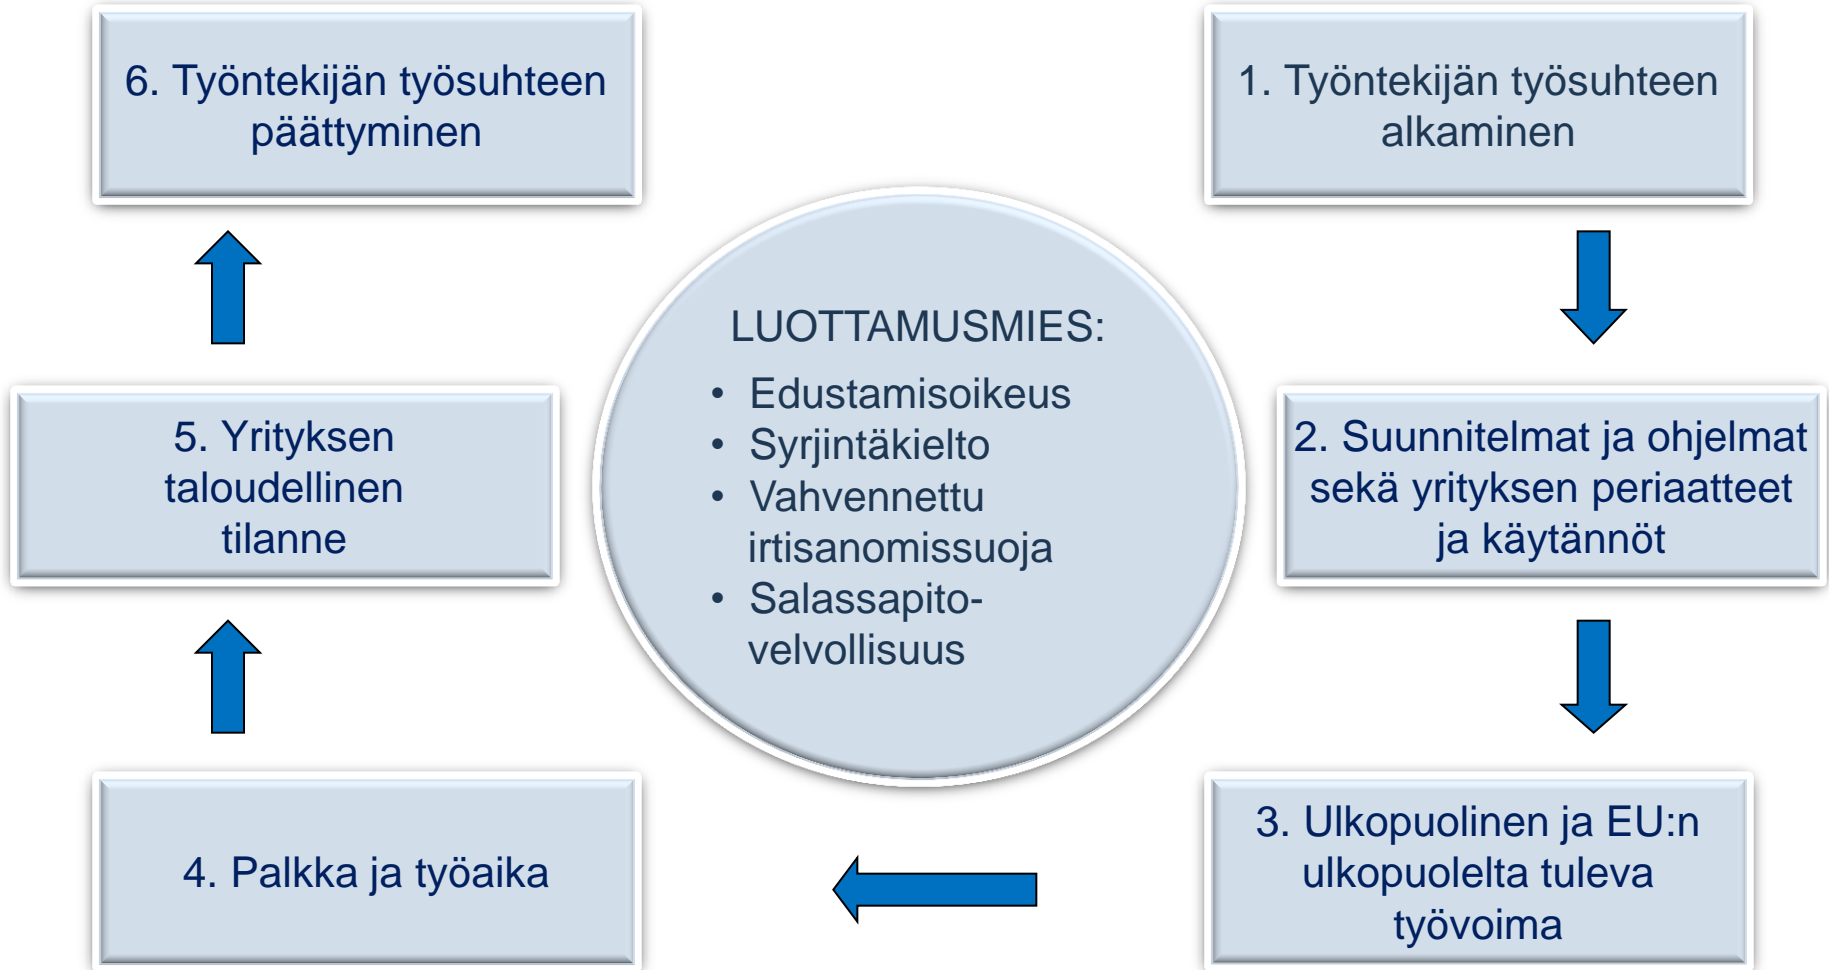 6. Työntekijän työsuhteen
päättyminen
1. Työntekijän työsuhteen
alkaminen
LUOTTAMUSMIES:
• Edustamisoikeus
• Syrjintäkielto
• Vahvennettu
irtisanomissuoja
• Salassapito-
velvollisuus
5. Yrityksen
taloudellinen
tilanne
2. Suunnitelmat ja ohjelmat
sekä yrityksen periaatteet
ja käytännöt
4. Palkka ja työaika
3. Ulkopuolinen ja EU:n
ulkopuolelta tuleva
työvoima